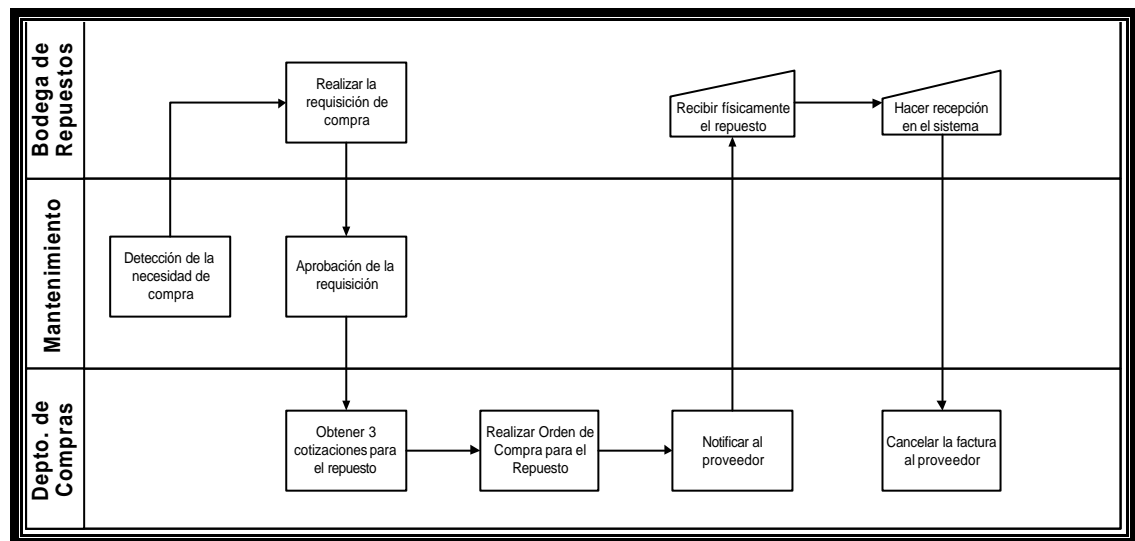 Bodega de
Repuestos
Realizar la
requisición de
compra
Recibir físicamente
el repuesto
Hacer recepción
en el sistema
Mantenimiento
Detección de la
necesidad de
compra
Aprobación de la
requisición
Depto. de
Compras
Obtener 3
cotizaciones para
el repuesto
Realizar Orden de
Compra para el
Repuesto
Notificar al
proveedor
Cancelar la factura
al proveedor